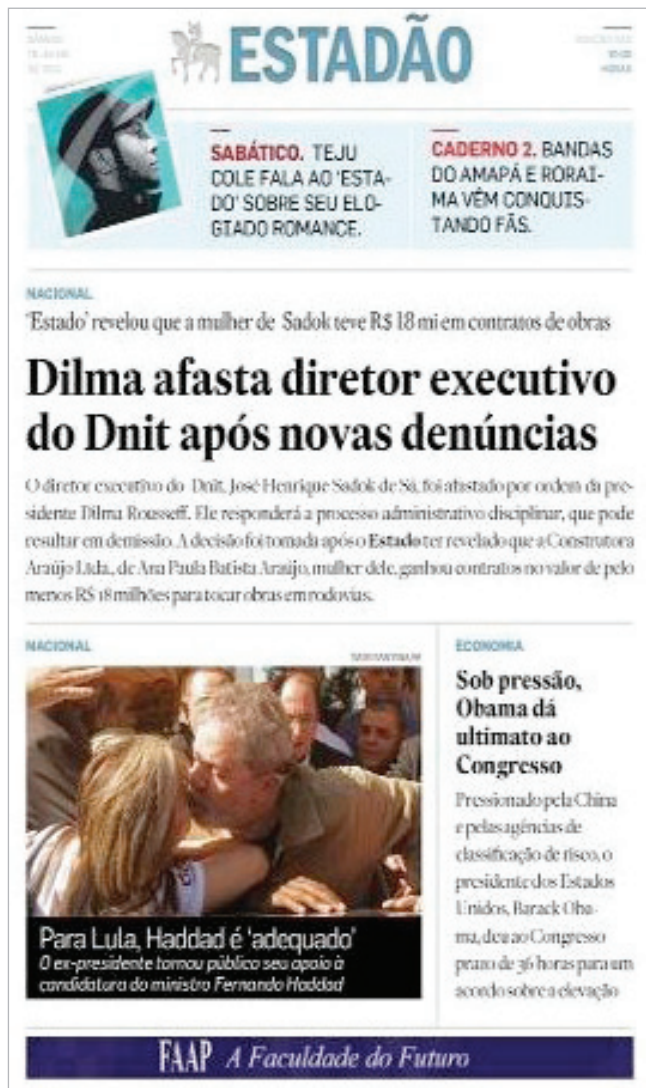 SÁBADO
ESTADÃO
HORAS
SABÁTICO. TEJU
COLE FALA AO 'ESTA-
DO' SOBRE SEU ELO-
GIADO ROMANCE.
CADERNO 2. BANDAS
DO AMAPÁ E RORAI-
MA VÊM CONQUIS-
TANDO FÃS.
NACIONAL
'Estado' revelou que a mulher de Sadok teve R$ 18 mi em contratos de obras
Dilma afasta diretor executivo
do Dnit após novas denúncias
O diretor executivo do Dnit, José Henrique Sadok de Sá, foi afastado por ordem da pre-
sidente Dilma Rousseff. Ele responderá a processo administrativo disciplinar, que pode
resultar em demissão. A decisão foi tomada após o Estado ter revelado que a Construtora
Araújo Ltda., de Ana Paula Batista Araújo, mulher dele, ganhou contratos no valor de pelo
menos R$ 18 milhões para tocar obras em rodovias.
NACIONAL
Para Lula, Haddad é 'adequado'
O ex-presidente tornou público seu apoio à
candidatura do ministro Fernando Haddad
ECONOMIA
Sob pressão,
Obama dá
ultimato ao
Congresso
Pressionado pela China
e pelas agências de
classificação de risco, o
presidente dos Estados
Unidos, Barack Oba-
ma, deu ao Congresso
prazo de 36 horas para um
acordo sobre a elevação
FAAP A Faculdade do Futuro